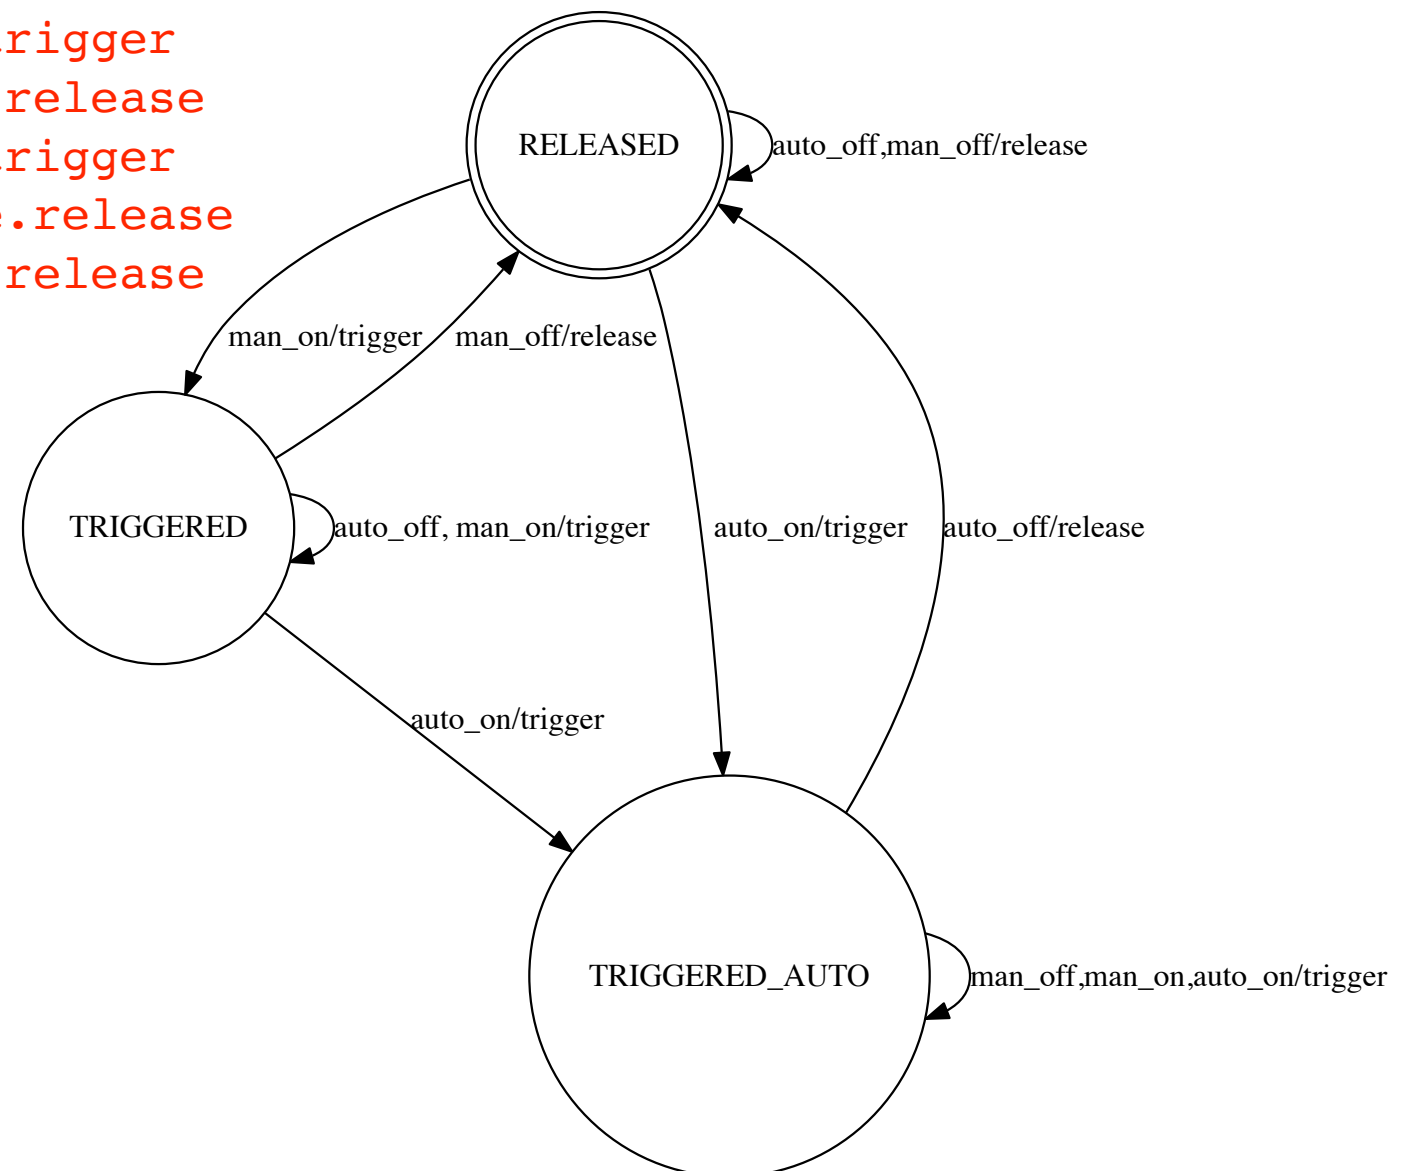 rigger
release
rigger
.release
release
RELEASED
auto_off,man_off/release
man_on/trigger
man_off/release
TRIGGERED
auto_off, man_on/trigger
auto_on/trigger
auto_off/release
auto_on/trigger
TRIGGERED_AUTO
man_off,man_on,auto_on/trigger